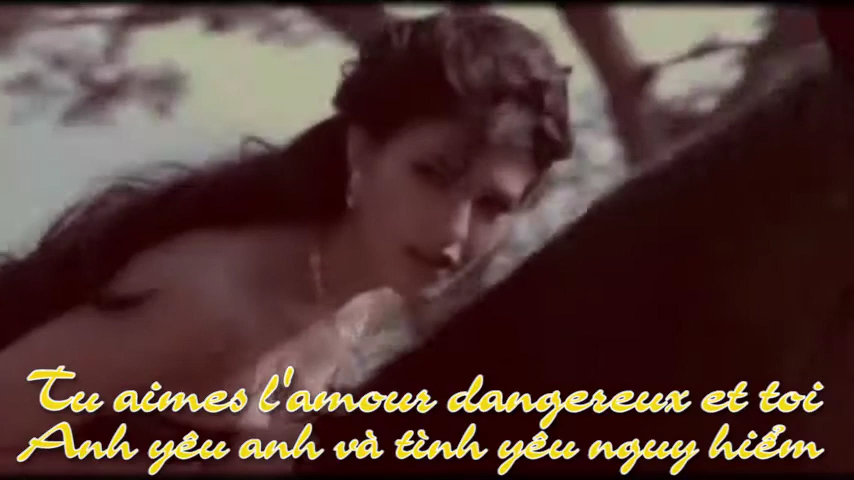 Tu aimes l'amour dangereux et toi
Anh yêu anh và tình yêu nguy hiểm